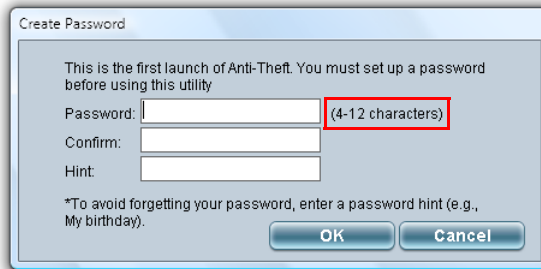 Create Password
This is the first launch of Anti-Theft. You must set up a password
before using this utility
Password: (4-12 characters)
Confirm:
Hint:
*To avoid forgetting your password, enter a password hint (e.g.,
My birthday).
OK Cancel